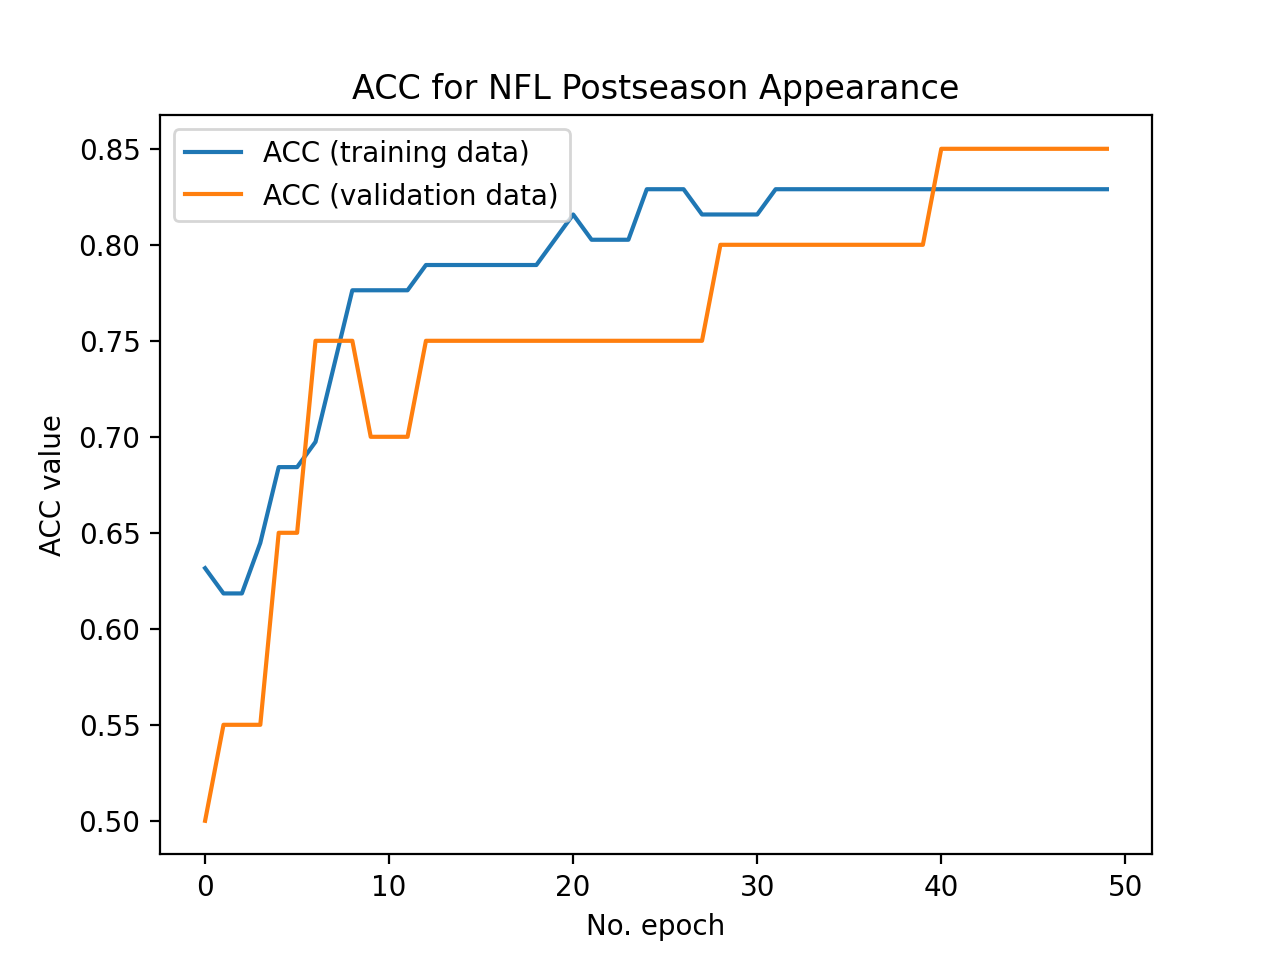 ACC for NFL Postseason Appearance
ACC (training data)
ACC (validation data)
0.85
0.80
0.75
0.70
0.65
0.60
0.55
0.50
ACC value
0 10 20 30 40 50
No. epoch